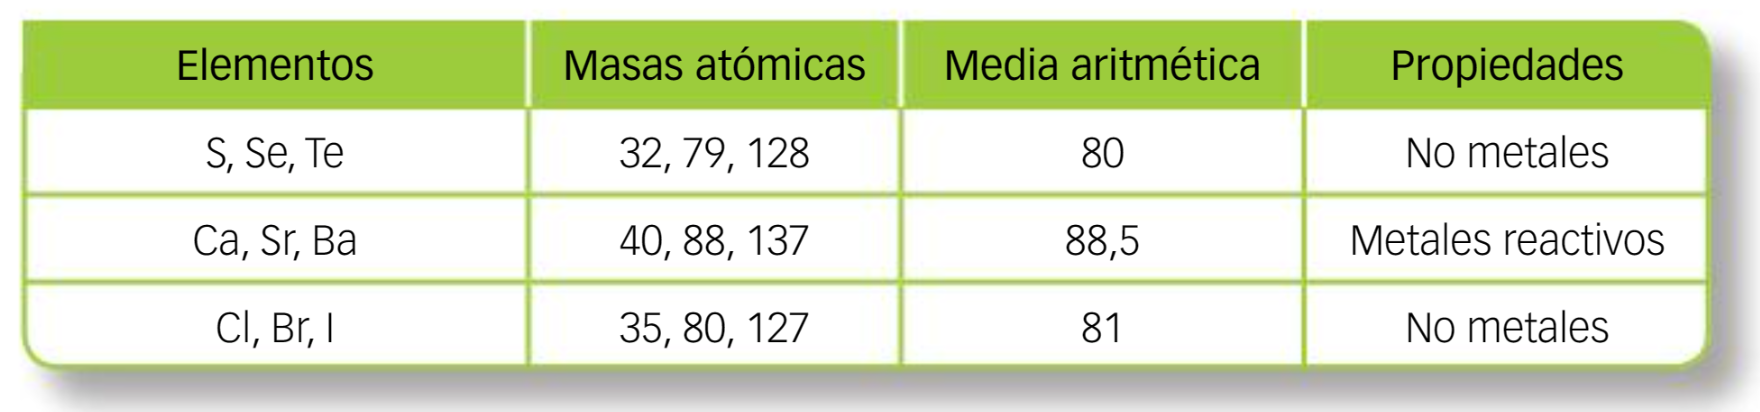 Elementos Masas atómicas Media aritmética Propiedades
S, Se, Te 32, 79, 128 80 No metales
Ca, Sr, Ba 40, 88, 137 88,5 Metales reactivos
Cl, Br, I 35, 80, 127 81 No metales